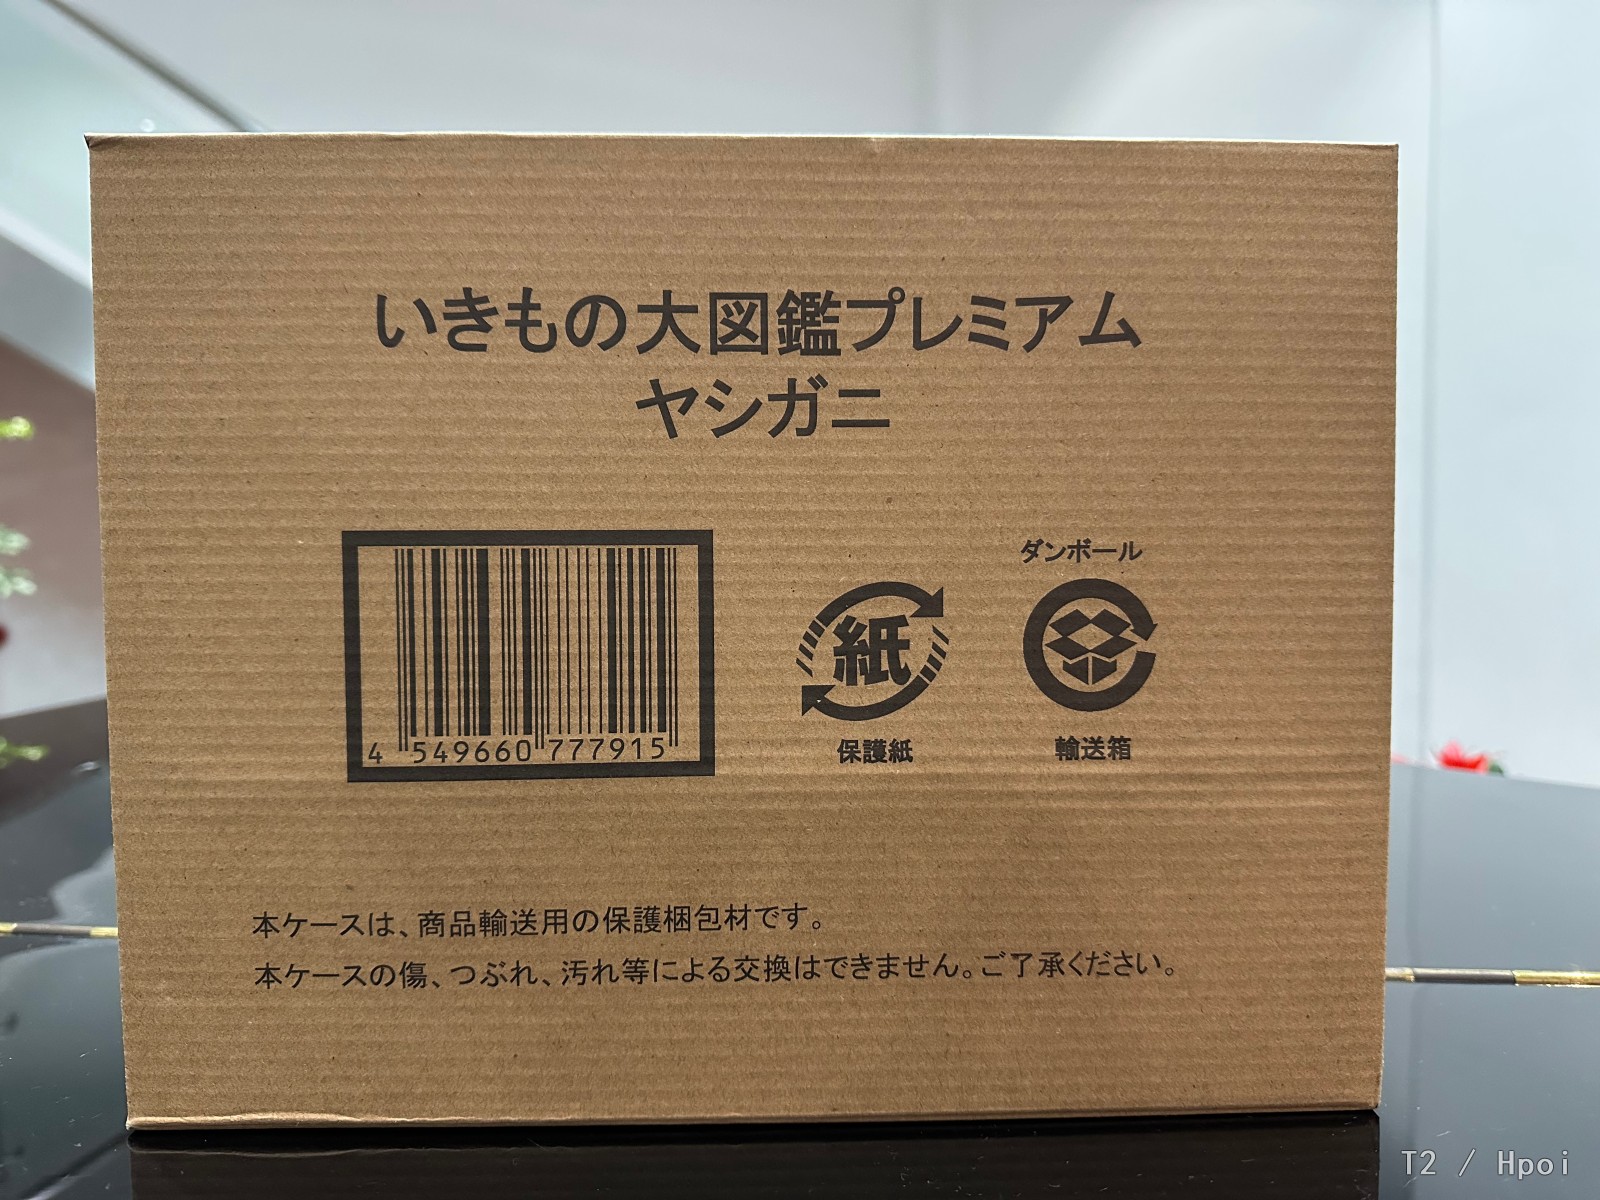 いきもの大図鑑プレミアム
ヤシガニ
ダンボール
紙
4 549660 777915
保護紙
輸送箱
本ケースは、商品輸送用の保護梱包材です。
本ケースの傷、つぶれ、汚れ等による交換はできません。ご了承ください。
T2 / Hpoi